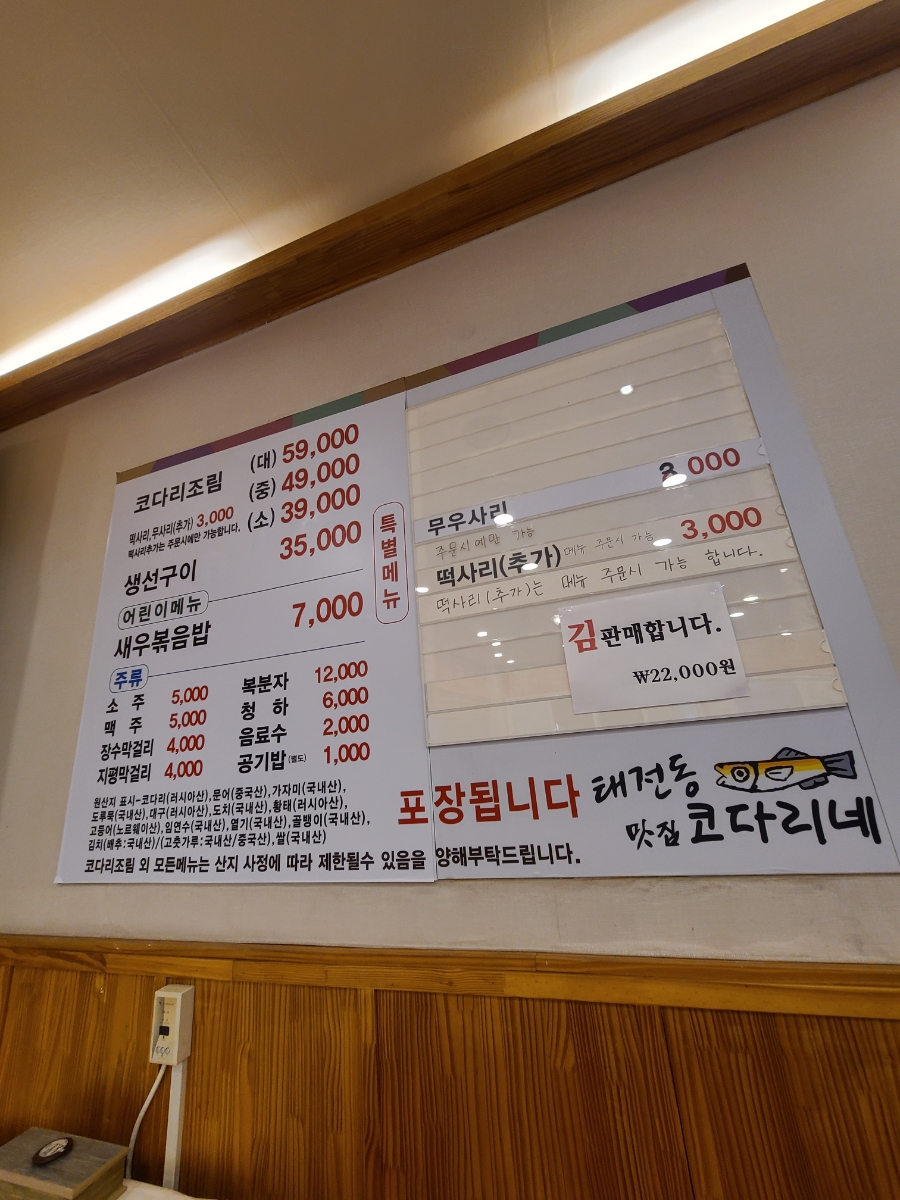 코다리조림
(대) 59,000
(중) 49,000
(소) 39,000
떡사리,무사리(추가) 3,000
떡사리추가는 주문시에만 가능합니다.
생선구이 35,000
어린이메뉴
새우볶음밥 7,000
주류
소 주 5,000
맥 주 5,000
장수막걸리 4,000
지평막걸리 4,000
복분자 12,000
청 하 6,000
음료수 2,000
공기밥(별도) 1,000
원산지 표시-코다리(러시아산),문어(중국산),가자미(국내산),
도루묵(국내산),대구(러시아산),도치(국내산),황태(러시아산),
고등어(노르웨이산),임연수(국내산),열기(국내산),골뱅이(국내산),
김치(배추:국내산)/(고춧가루:국내산/중국산),쌀(국내산)
코다리조림 외 모든메뉴는 산지 사정에 따라 제한될수 있음을 양해부탁드립니다.
특별메뉴
무우사리 3,000
주문시에만 가능
떡사리(추가) 메뉴 주문시 가능 3,000
떡사리(추가)는 메뉴 주문시 가능 합니다.
김판매합니다.
₩22,000원
포장됩니다
태전동
맛집 코다리네